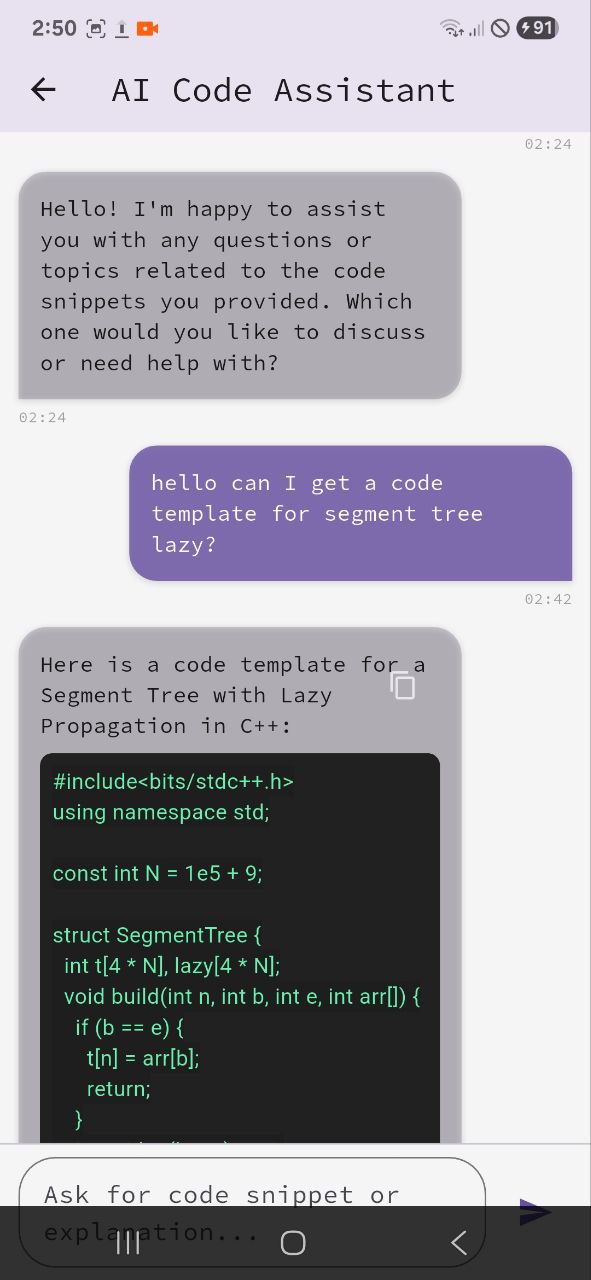 2:50
91
AI Code Assistant
02:24
Hello! I'm happy to assist
you with any questions or
topics related to the code
snippets you provided. Which
one would you like to discuss
or need help with?
02:24
hello can I get a code
template for segment tree
lazy?
02:42
Here is a code template for a
Segment Tree with Lazy
Propagation in C++:
#include<bits/stdc++.h>
using namespace std;
const int N = 1e5 + 9;
struct SegmentTree {
int t[4 * N], lazy[4 * N];
void build(int n, int b, int e, int arr[]) {
if (b == e) {
t[n] = arr[b];
return;
}
Ask for code snippet or
explanation...